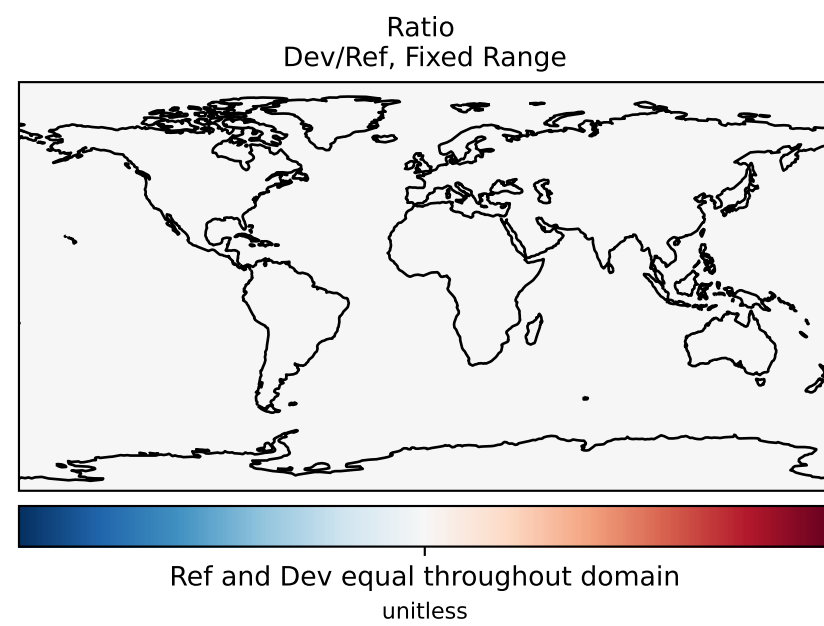 Ratio
Dev/Ref, Fixed Range
Ref and Dev equal throughout domain
unitless